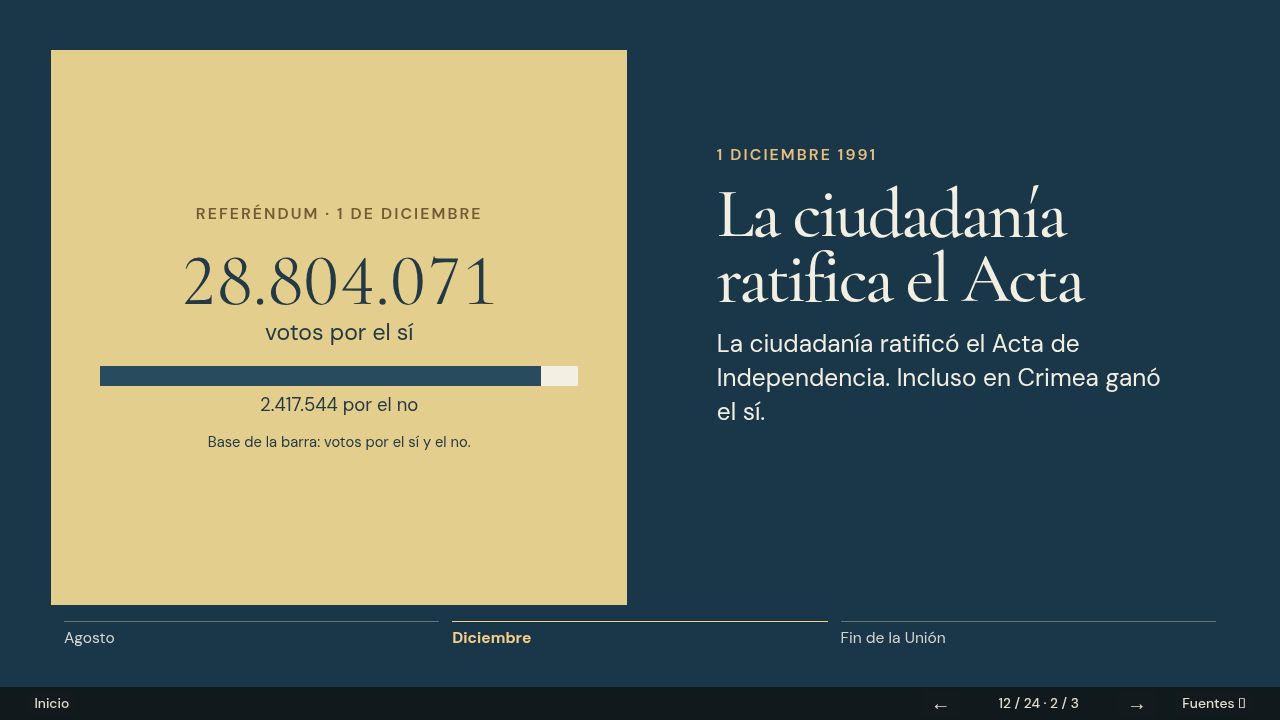 REFERÉNDUM · 1 DE DICIEMBRE
28.804.071
votos por el sí
2.417.544 por el no
Base de la barra: votos por el sí y el no.
1 DICIEMBRE 1991
La ciudadanía
ratifica el Acta
La ciudadanía ratificó el Acta de
Independencia. Incluso en Crimea ganó
el sí.
Agosto
Diciembre
Fin de la Unión
Inicio
←
12 / 24 · 2 / 3
→
Fuentes